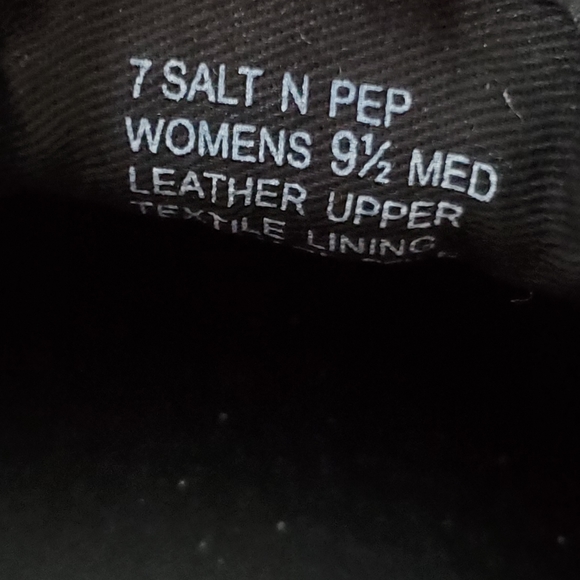 7 SALT N PEP
WOMENS 9½ MED
LEATHER UPPER
TEXTILE LINING